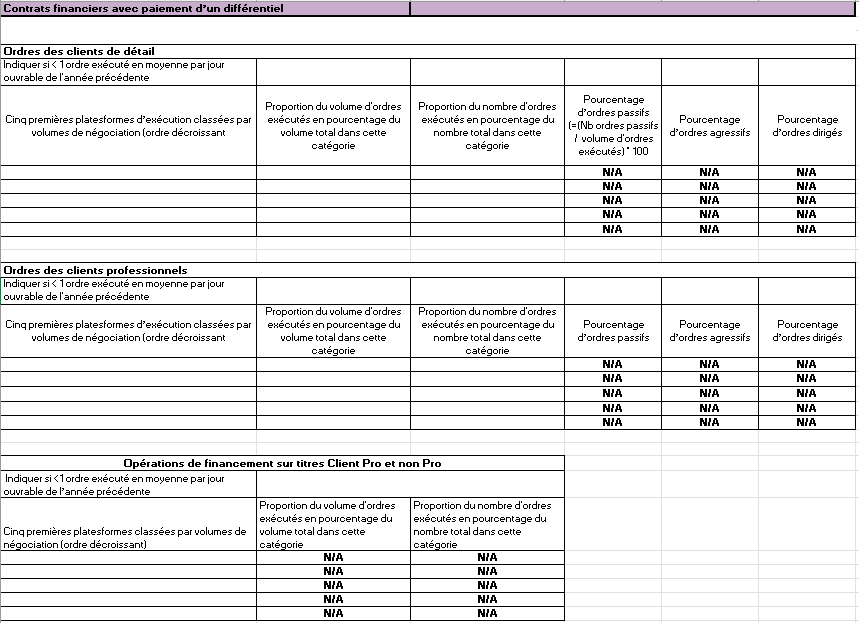 Contrats financiers avec paiement d'un différentiel
Ordres des clients de détail
Indiquer si < 1 ordre exécuté en moyenne par jour
ouvrable de l'année précédente
Cinq premières platesformes d'exécution classées par
volumes de négociation (ordre décroissant
Proportion du volume d'ordres
exécutés en pourcentage du
volume total dans cette
catégorie
Proportion du nombre d'ordres
exécutés en pourcentage du
nombre total dans cette
catégorie
Pourcentage
d'ordres passifs
(=(Nb ordres passifs
/ volume d'ordres
exécutés) * 100
Pourcentage
d'ordres agressifs
Pourcentage
d'ordres dirigés
N/A N/A N/A
N/A N/A N/A
N/A N/A N/A
N/A N/A N/A
N/A N/A N/A
Ordres des clients professionnels
Indiquer si < 1 ordre exécuté en moyenne par jour
ouvrable de l'année précédente
Cinq premières platesformes d'exécution classées par
volumes de négociation (ordre décroissant
Proportion du volume d'ordres
exécutés en pourcentage du
volume total dans cette
catégorie
Proportion du nombre d'ordres
exécutés en pourcentage du
nombre total dans cette
catégorie
Pourcentage
d'ordres passifs
Pourcentage
d'ordres agressifs
Pourcentage
d'ordres dirigés
N/A N/A N/A
N/A N/A N/A
N/A N/A N/A
N/A N/A N/A
N/A N/A N/A
Opérations de financement sur titres Client Pro et non Pro
Indiquer si < 1 ordre exécuté en moyenne par jour
ouvrable de l'année précédente
Cinq premières platesformes classées par volumes de
négociation (ordre décroissant)
Proportion du volume d'ordres
exécutés en pourcentage du
volume total dans cette
catégorie
Proportion du nombre d'ordres
exécutés en pourcentage du
nombre total dans cette
catégorie
N/A N/A
N/A N/A
N/A N/A
N/A N/A
N/A N/A